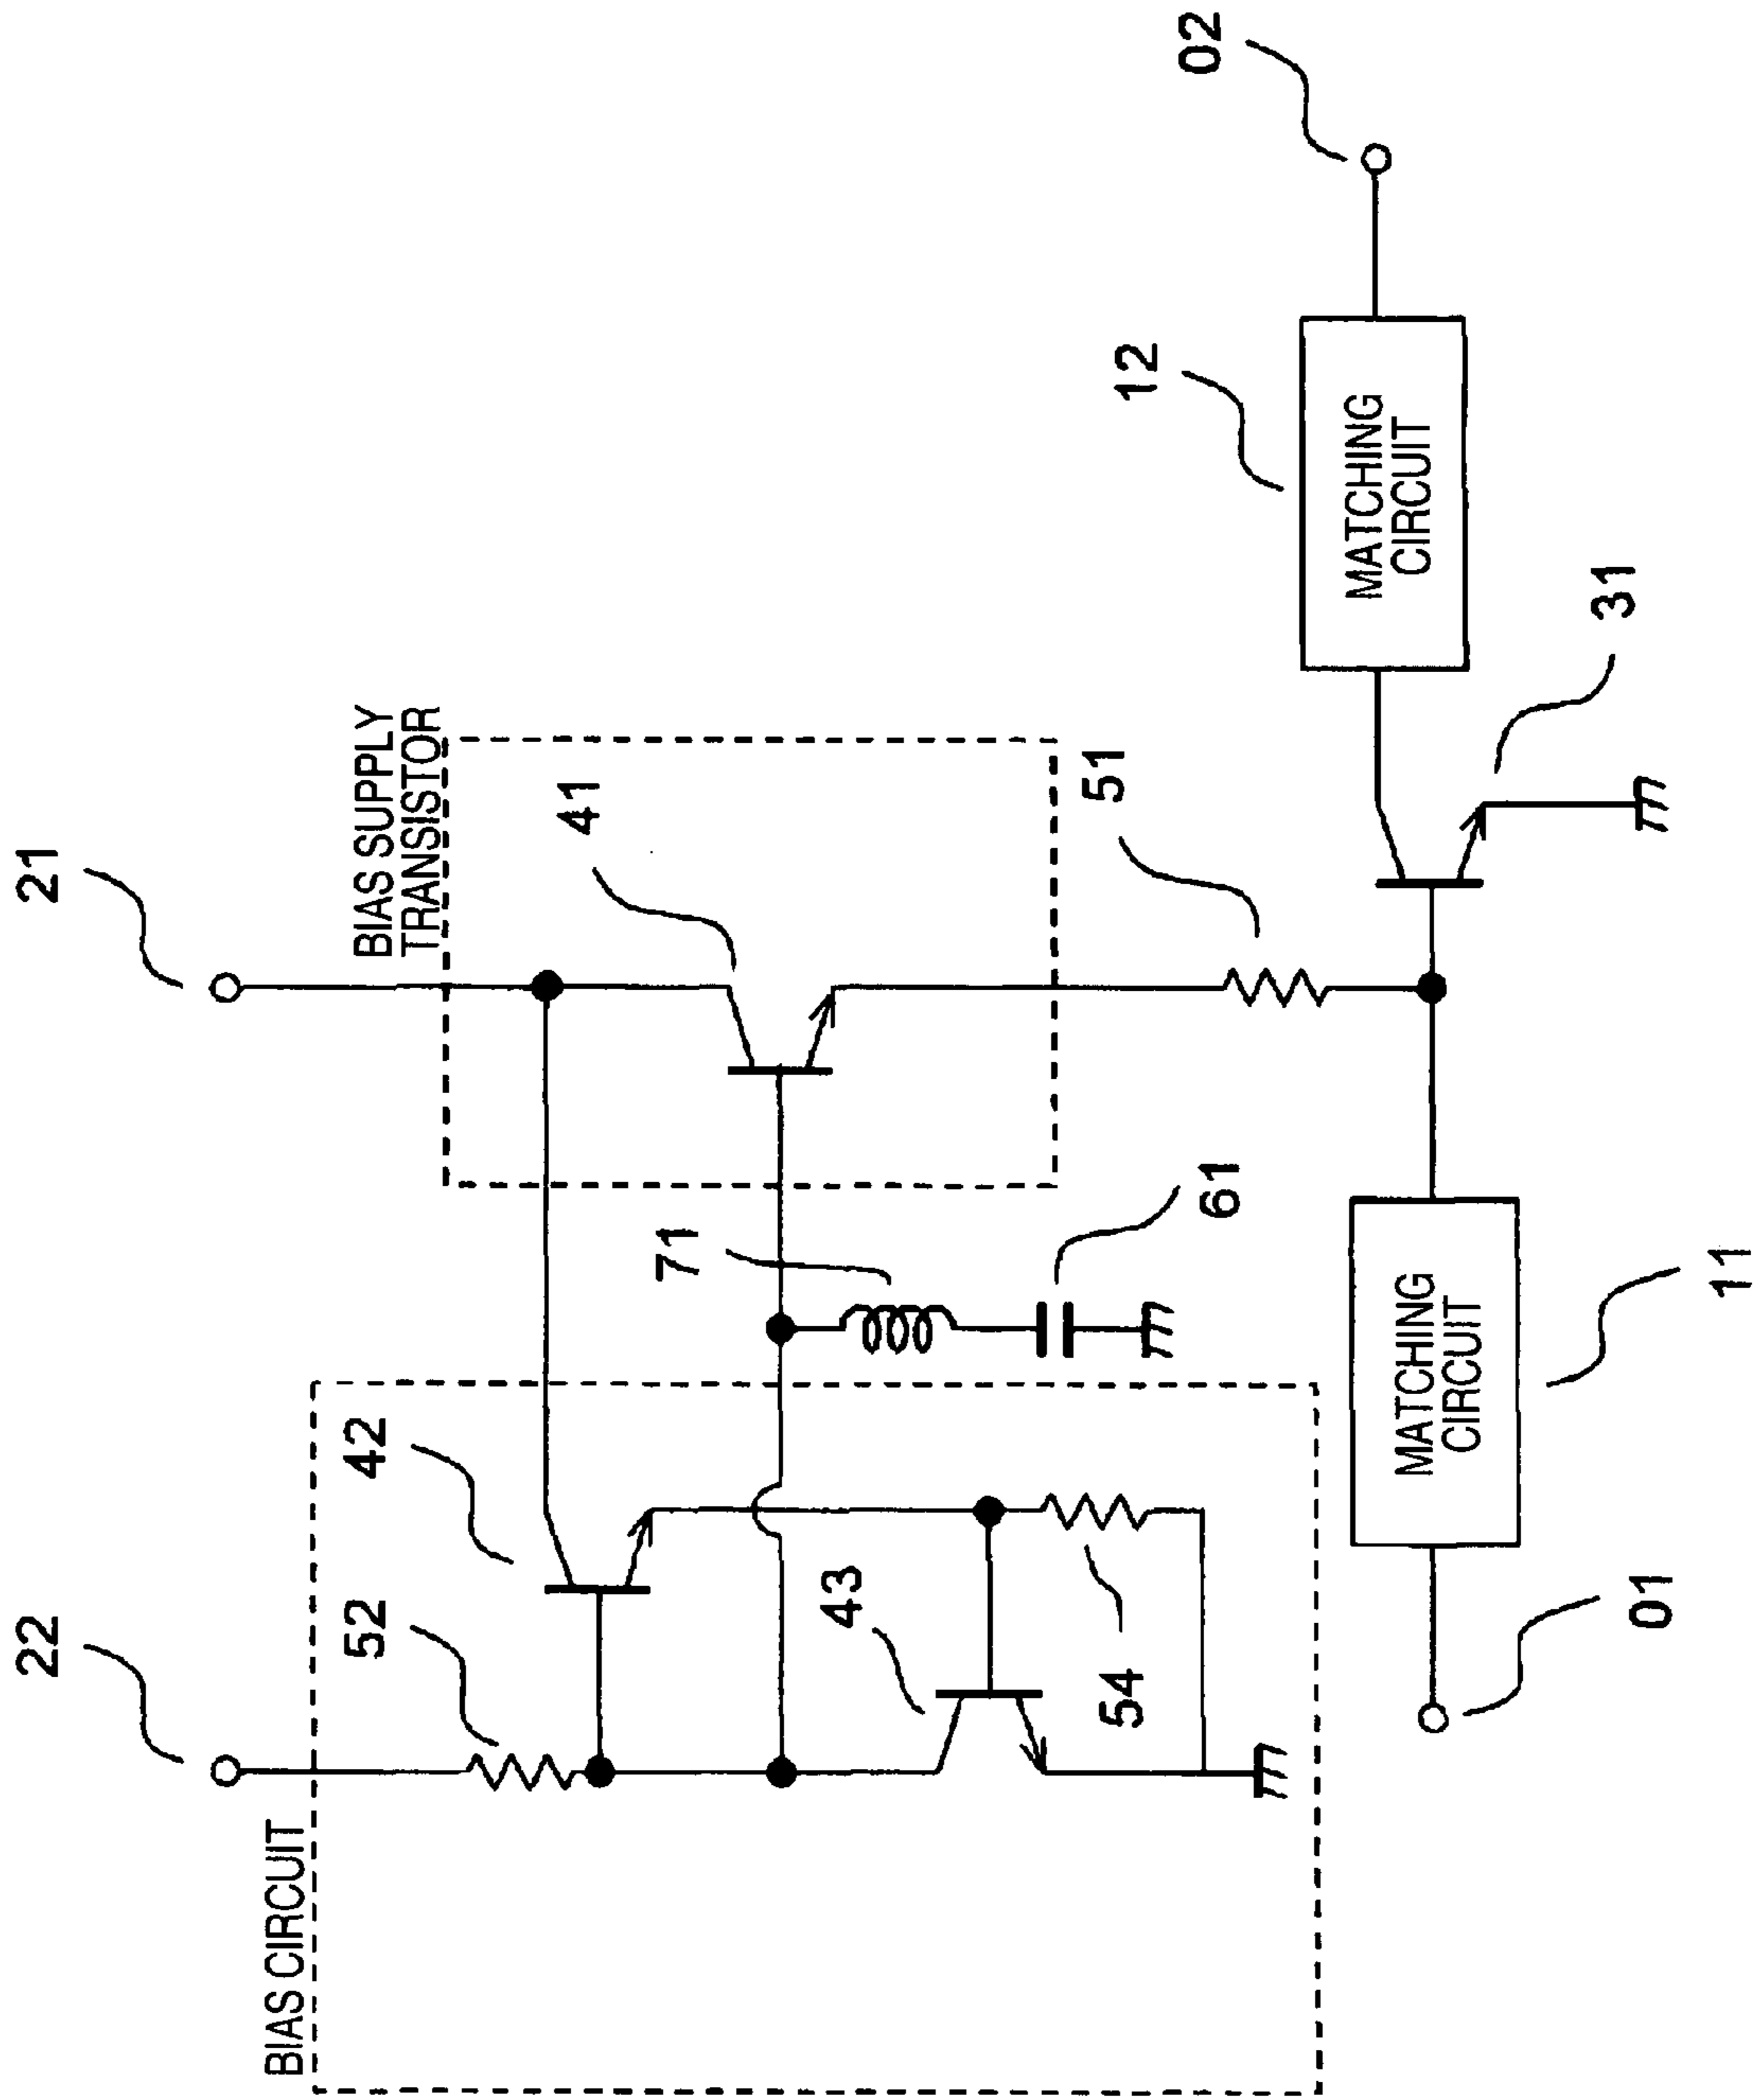 22
21
BIAS CIRCUIT
52
42
BIAS SUPPLY
TRANSISTOR
41
43
71
54
61
51
12
02
MATCHING
CIRCUIT
31
MATCHING
CIRCUIT
01
11